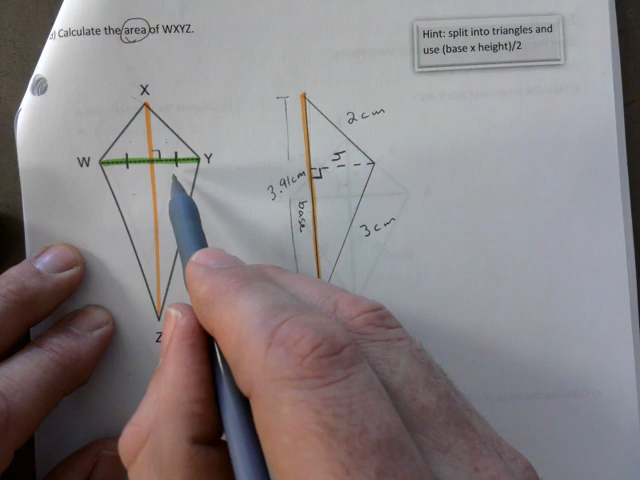 d) Calculate the area of WXYZ.
Hint: split into triangles and
use (base x height)/2
X
W
Y
Z
2cm
3.91cm
base
3cm